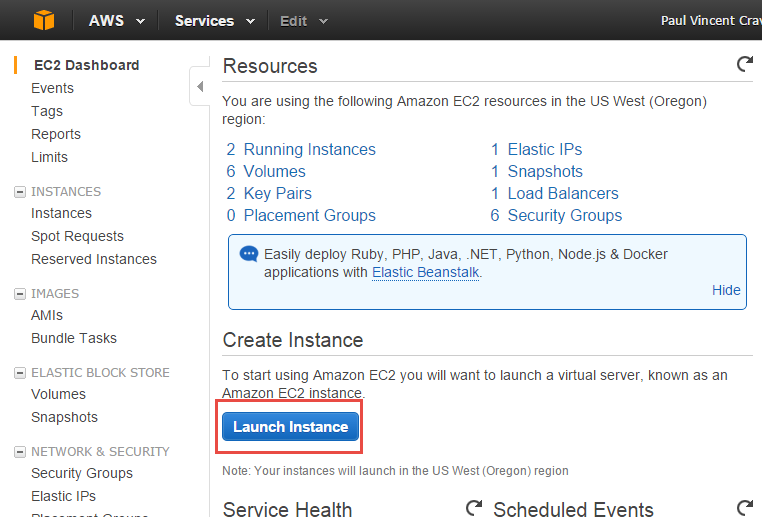 AWS Services Edit Paul Vincent Cra
EC2 Dashboard
Events
Tags
Reports
Limits
INSTANCES
Instances
Spot Requests
Reserved Instances
IMAGES
AMIs
Bundle Tasks
ELASTIC BLOCK STORE
Volumes
Snapshots
NETWORK & SECURITY
Security Groups
Elastic IPs
Placement Groups
Resources
You are using the following Amazon EC2 resources in the US West (Oregon)
region:
2 Running Instances 1 Elastic IPs
6 Volumes 1 Snapshots
2 Key Pairs 1 Load Balancers
0 Placement Groups 6 Security Groups
Easily deploy Ruby, PHP, Java, .NET, Python, Node.js & Docker
applications with Elastic Beanstalk.
Hide
Create Instance
To start using Amazon EC2 you will want to launch a virtual server, known as an
Amazon EC2 instance.
Launch Instance
Note: Your instances will launch in the US West (Oregon) region
Service Health Scheduled Events